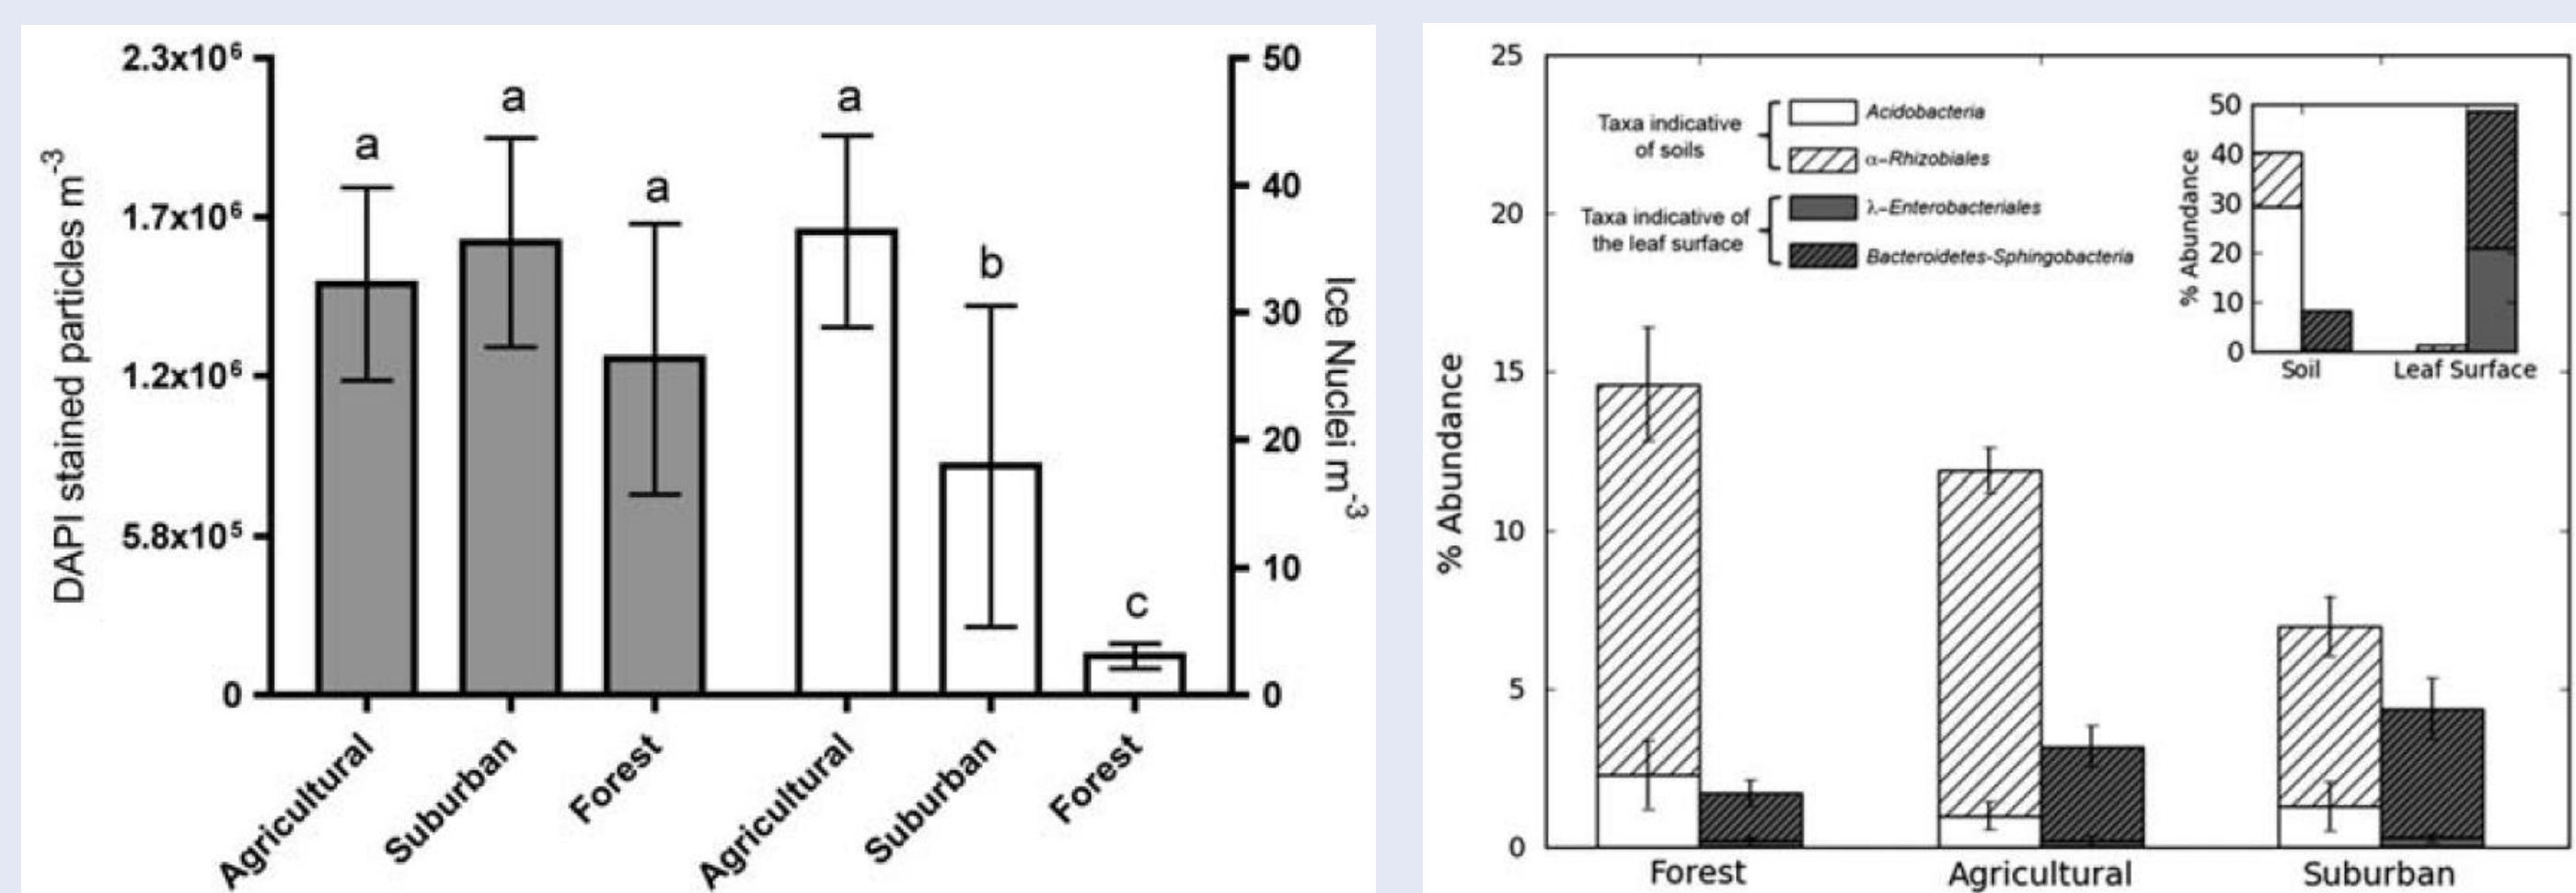 2.3x10⁶
1.7x10⁶
1.2x10⁶
5.8x10⁵
0
DAPI stained particles m⁻³
a
a
a
a
b
c
50
40
30
20
10
0
Ice Nuclei m⁻³
Agricultural
Suburban
Forest
Agricultural
Suburban
Forest
25
20
15
10
5
0
% Abundance
Taxa indicative
of soils
Acidobacteria
α-Rhizobiales
Taxa indicative of
the leaf surface
λ-Enterobacteriales
Bacteroidetes-Sphingobacteria
50
40
30
20
10
0
% Abundance
Soil
Leaf Surface
Forest
Agricultural
Suburban